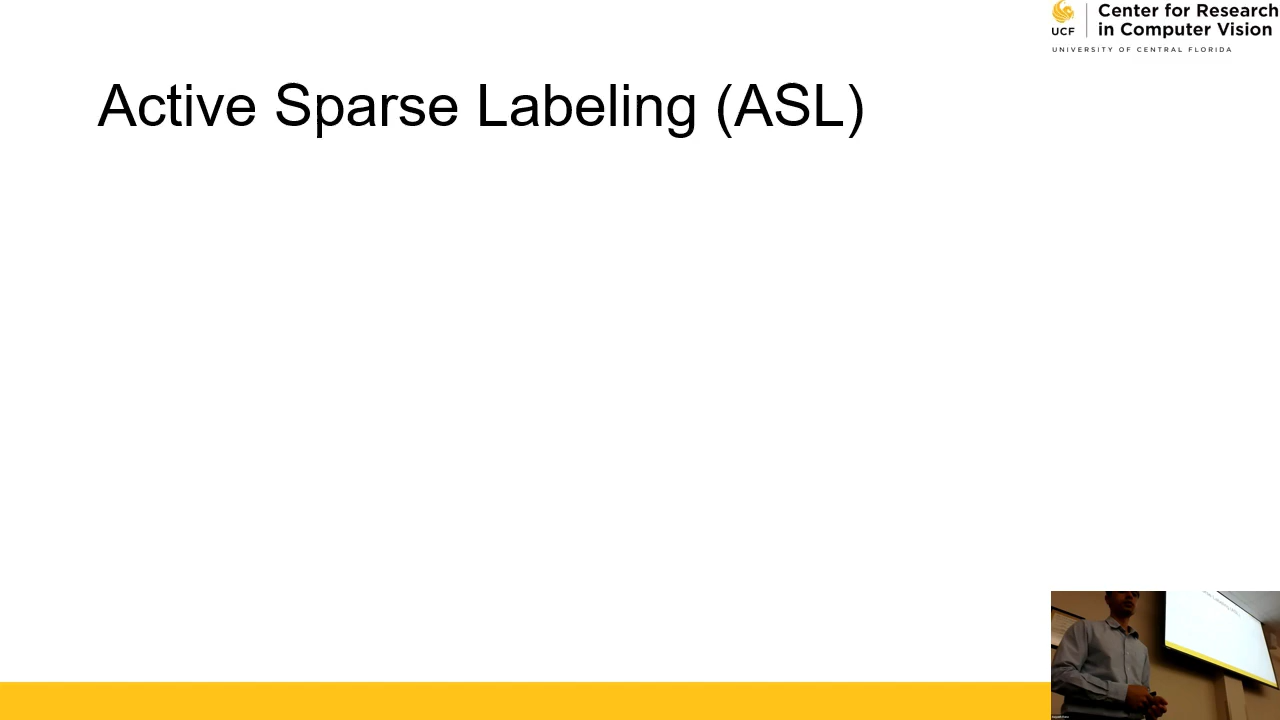 UCF
Center for Research
in Computer Vision
UNIVERSITY OF CENTRAL FLORIDA
Active Sparse Labeling (ASL)